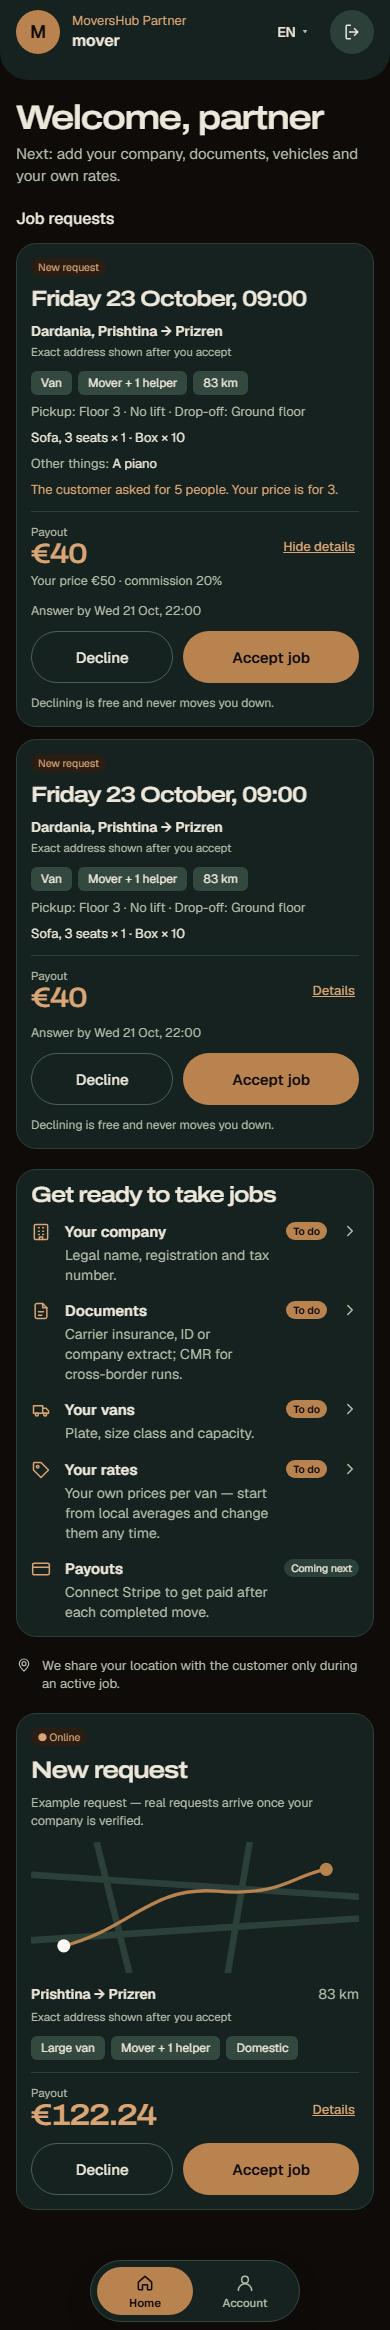 M
MoversHub Partner
mover
EN
Welcome, partner
Next: add your company, documents, vehicles and
your own rates.
Job requests
New request
Friday 23 October, 09:00
Dardania, Prishtina → Prizren
Exact address shown after you accept
Van
Mover + 1 helper
83 km
Pickup: Floor 3 · No lift · Drop-off: Ground floor
Sofa, 3 seats × 1 · Box × 10
Other things: A piano
The customer asked for 5 people. Your price is for 3.
Payout
€40
Hide details
Your price €50 · commission 20%
Answer by Wed 21 Oct, 22:00
Decline
Accept job
Declining is free and never moves you down.
New request
Friday 23 October, 09:00
Dardania, Prishtina → Prizren
Exact address shown after you accept
Van
Mover + 1 helper
83 km
Pickup: Floor 3 · No lift · Drop-off: Ground floor
Sofa, 3 seats × 1 · Box × 10
Payout
€40
Details
Answer by Wed 21 Oct, 22:00
Decline
Accept job
Declining is free and never moves you down.
Get ready to take jobs
Your company
To do
Legal name, registration and tax
number.
Documents
To do
Carrier insurance, ID or
company extract; CMR for
cross-border runs.
Your vans
To do
Plate, size class and capacity.
Your rates
To do
Your own prices per van — start
from local averages and change
them any time.
Payouts
Coming next
Connect Stripe to get paid after
each completed move.
We share your location with the customer only during
an active job.
Online
New request
Example request — real requests arrive once your
company is verified.
Prishtina → Prizren
83 km
Exact address shown after you accept
Large van
Mover + 1 helper
Domestic
Payout
€122.24
Details
Decline
Accept job
Home
Account